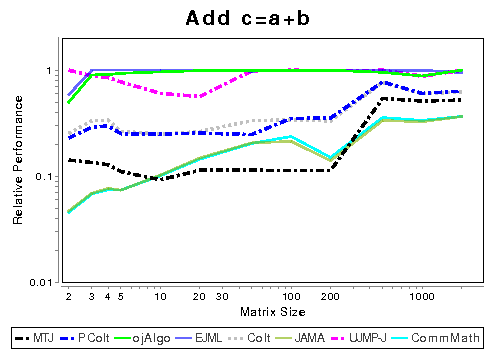 Add c=a+b
Relative Performance
1
0.1
0.01
2 3 4 5 10 20 30 100 200 1000
Matrix Size
MTJ PColt ojAlgo EJML Colt JAMA UJMP-J CommMath